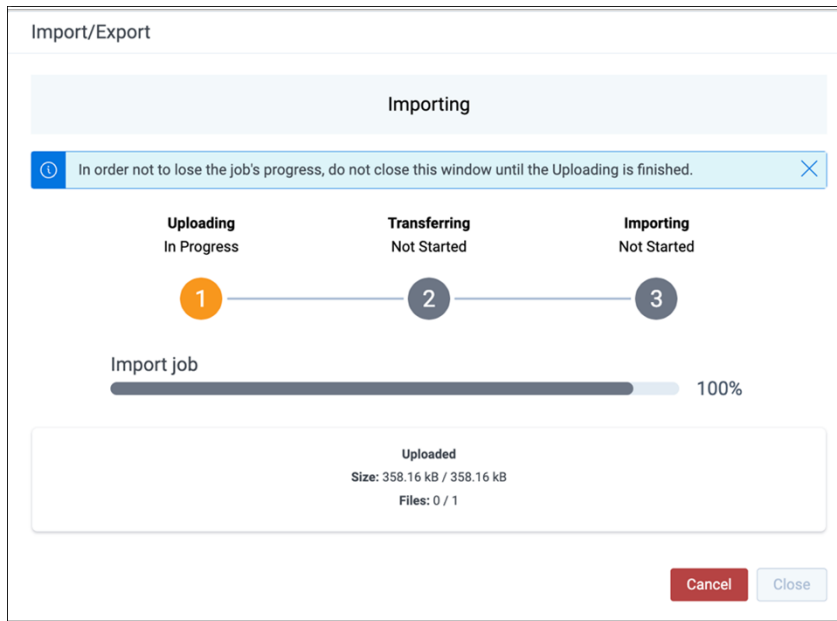 Import/Export
Importing
In order not to lose the job's progress, do not close this window until the Uploading is finished.
Uploading
Transferring
Importing
In Progress
Not Started
Not Started
1
2
3
Import job
100%
Uploaded
Size: 358.16 kB / 358.16 kB
Files: 0 / 1
Cancel
Close